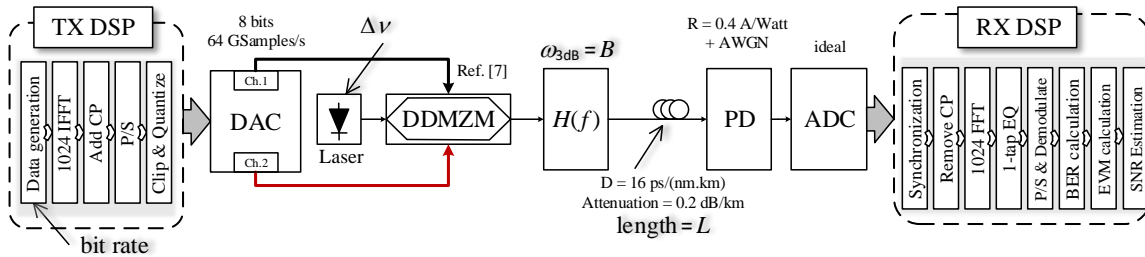 TX DSP
Data generation
1024 IFFT
Add CP
P/S
Clip & Quantize
bit rate
8 bits
64 GSamples/s
Ch.1
DAC
Ch.2
Δν
Laser
Ref. [7]
DDMZM
ω3dB = B
H(f)
D = 16 ps/(nm.km)
Attenuation = 0.2 dB/km
length = L
R = 0.4 A/Watt
+ AWGN
PD
ideal
ADC
RX DSP
Synchronization
Remove CP
1024 FFT
1-tap EQ
P/S & Demodulate
BER calculation
EVM calculation
SNR Estimation